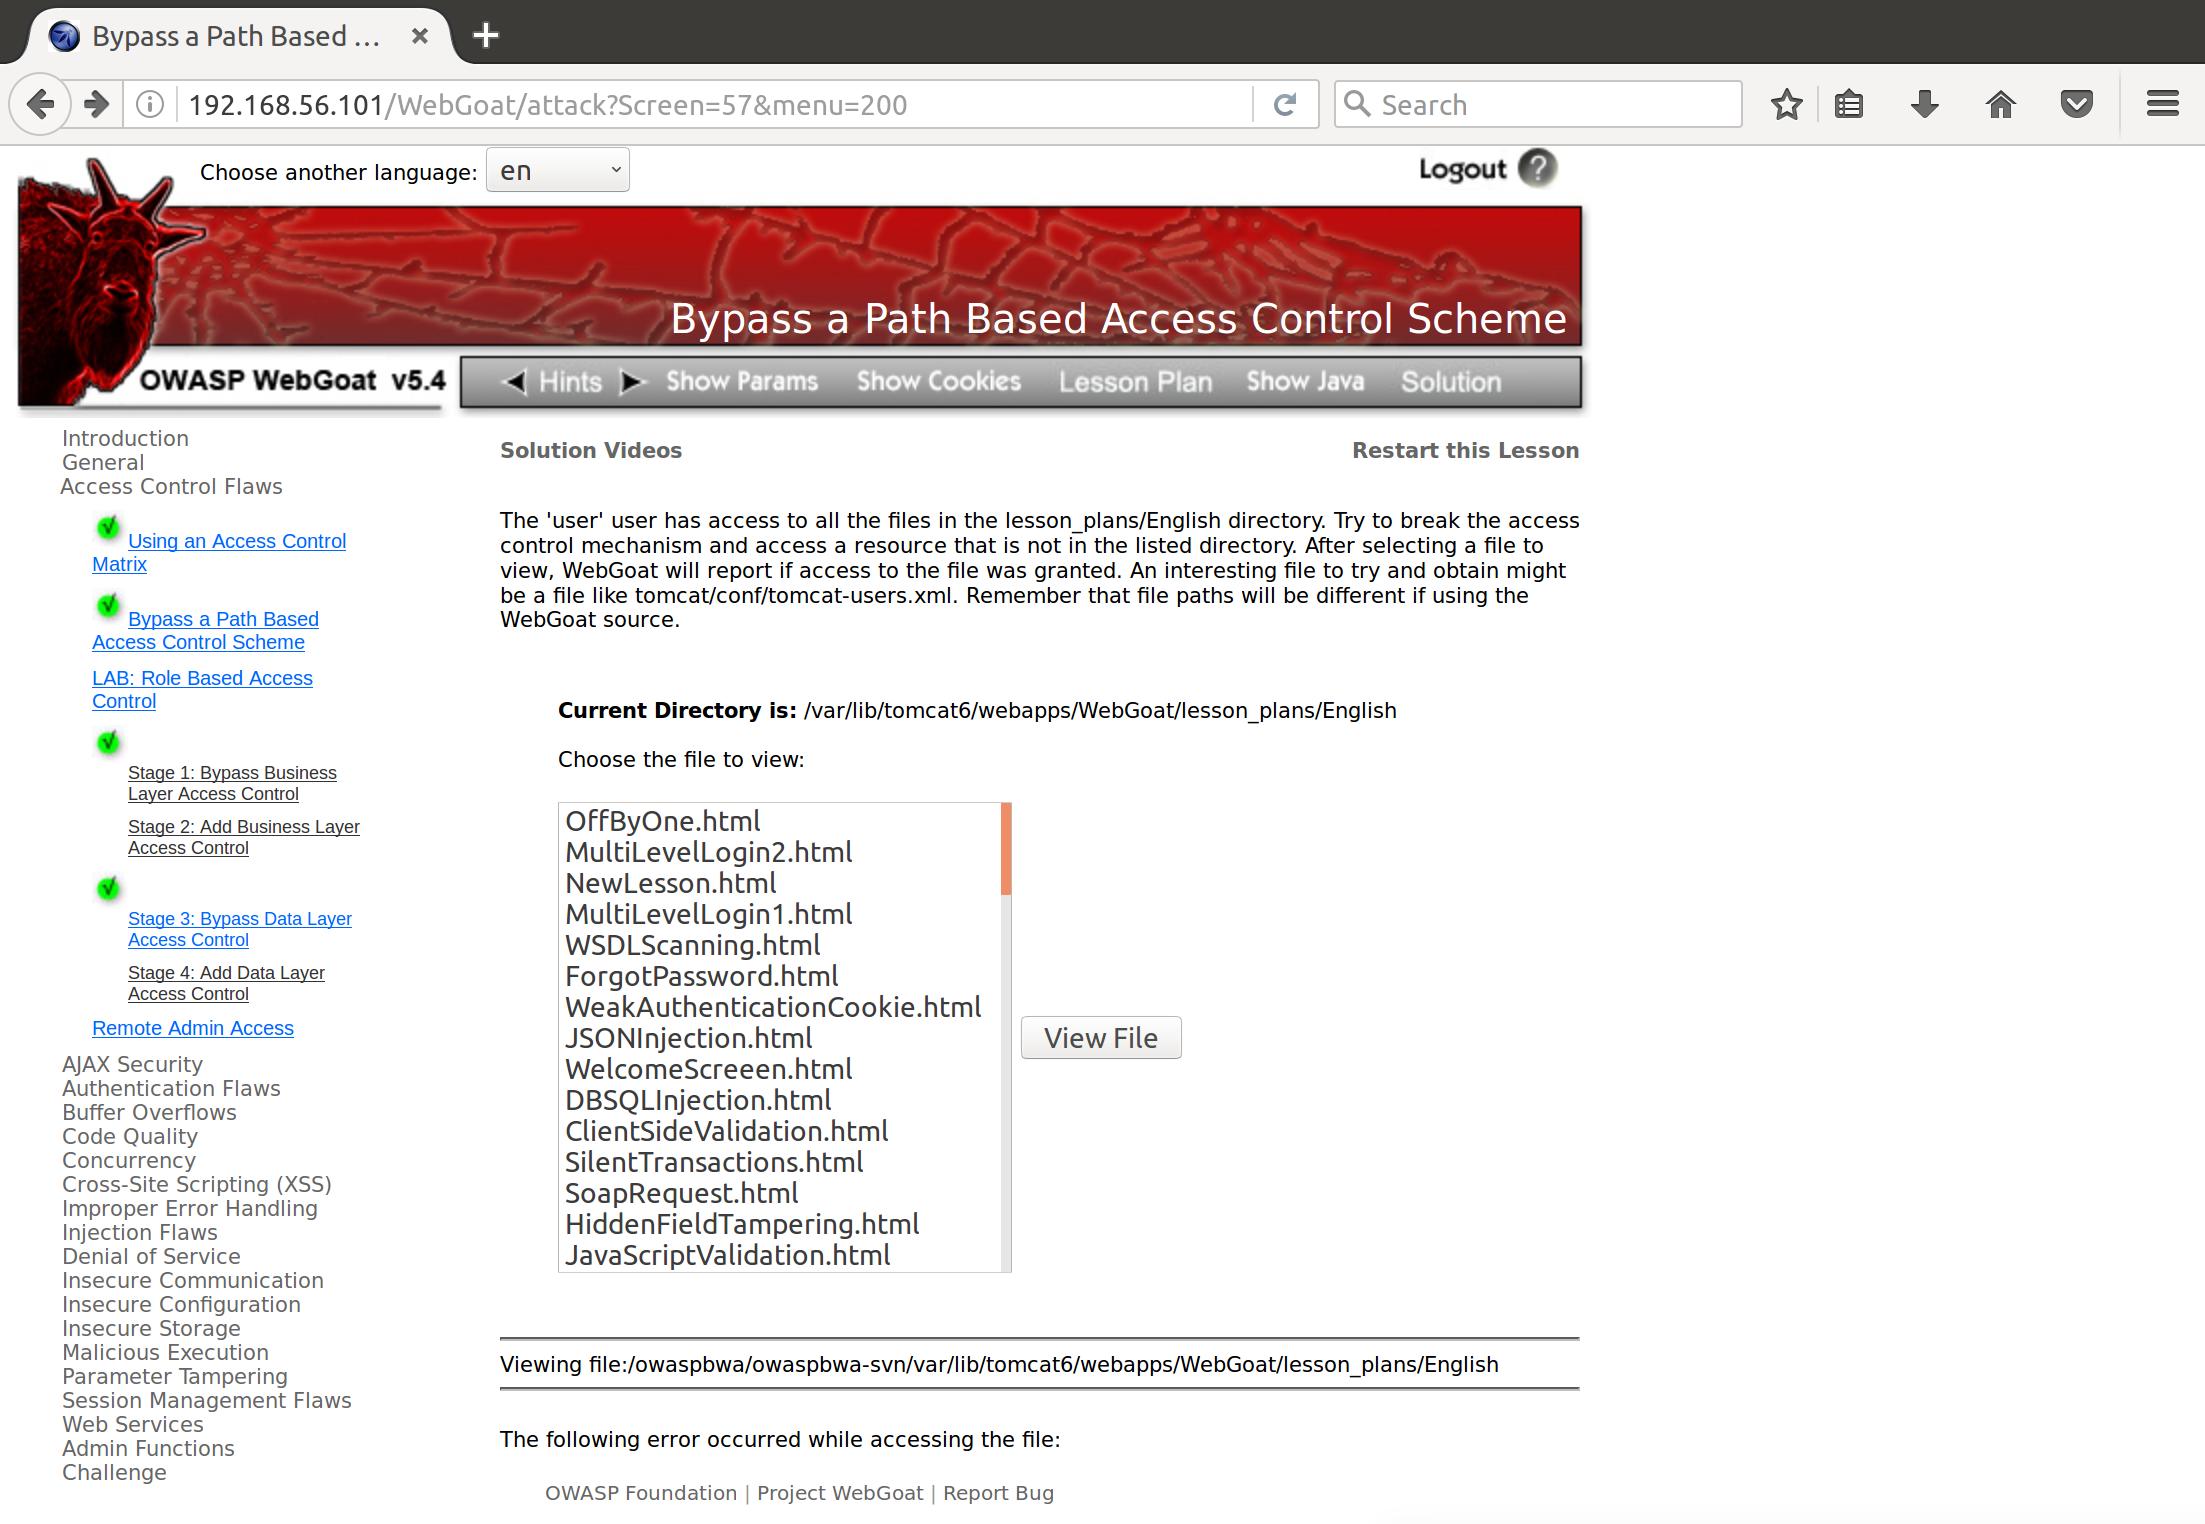 Bypass a Path Based ...
192.168.56.101/WebGoat/attack?Screen=57&menu=200
Search
Choose another language: en
Logout ?
Bypass a Path Based Access Control Scheme
OWASP WebGoat v5.4
Hints Show Params Show Cookies Lesson Plan Show Java Solution
Introduction
General
Access Control Flaws
Using an Access Control
Matrix
Bypass a Path Based
Access Control Scheme
LAB: Role Based Access
Control
Stage 1: Bypass Business
Layer Access Control
Stage 2: Add Business Layer
Access Control
Stage 3: Bypass Data Layer
Access Control
Stage 4: Add Data Layer
Access Control
Remote Admin Access
AJAX Security
Authentication Flaws
Buffer Overflows
Code Quality
Concurrency
Cross-Site Scripting (XSS)
Improper Error Handling
Injection Flaws
Denial of Service
Insecure Communication
Insecure Configuration
Insecure Storage
Malicious Execution
Parameter Tampering
Session Management Flaws
Web Services
Admin Functions
Challenge
Solution Videos
Restart this Lesson
The 'user' user has access to all the files in the lesson_plans/English directory. Try to break the access
control mechanism and access a resource that is not in the listed directory. After selecting a file to
view, WebGoat will report if access to the file was granted. An interesting file to try and obtain might
be a file like tomcat/conf/tomcat-users.xml. Remember that file paths will be different if using the
WebGoat source.
Current Directory is: /var/lib/tomcat6/webapps/WebGoat/lesson_plans/English
Choose the file to view:
OffByOne.html
MultiLevelLogin2.html
NewLesson.html
MultiLevelLogin1.html
WSDLScanning.html
ForgotPassword.html
WeakAuthenticationCookie.html
JSONInjection.html
WelcomeScreeen.html
DBSQLInjection.html
ClientSideValidation.html
SilentTransactions.html
SoapRequest.html
HiddenFieldTampering.html
JavaScriptValidation.html
View File
Viewing file:/owaspbwa/owaspbwa-svn/var/lib/tomcat6/webapps/WebGoat/lesson_plans/English
The following error occurred while accessing the file:
OWASP Foundation | Project WebGoat | Report Bug